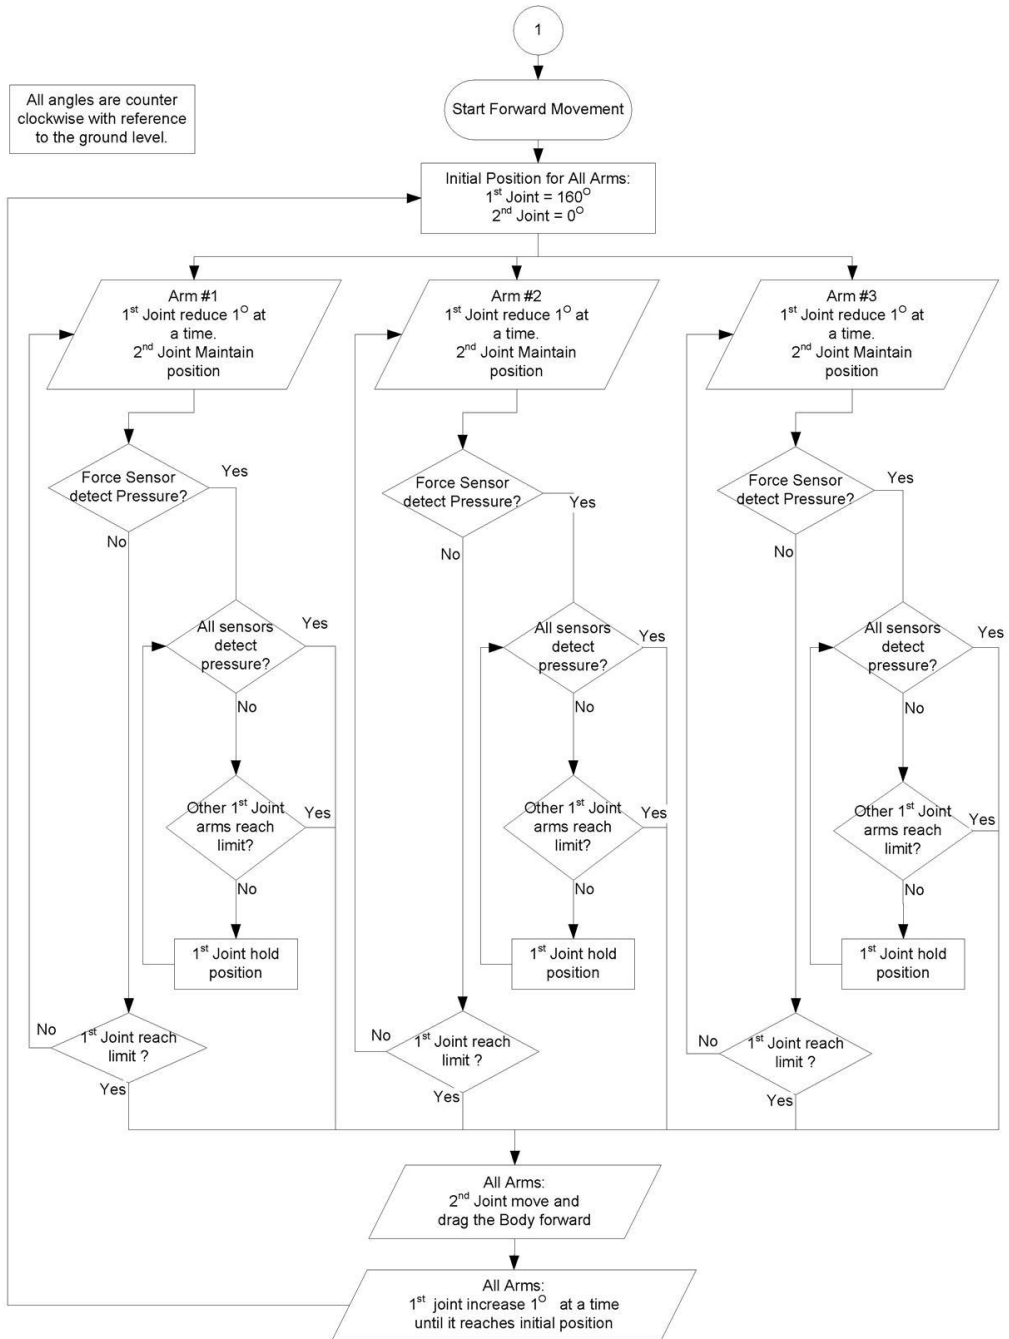 1
Start Forward Movement
All angles are counter
clockwise with reference
to the ground level.
Initial Position for All Arms:
1st Joint = 160O
2nd Joint = 0O
Arm #1
1st Joint reduce 1O at
a time.
2nd Joint Maintain
position
Arm #2
1st Joint reduce 1O at
a time.
2nd Joint Maintain
position
Arm #3
1st Joint reduce 1O at
a time.
2nd Joint Maintain
position
Force Sensor
detect Pressure?
Yes
No
Force Sensor
detect Pressure?
Yes
No
Force Sensor
detect Pressure?
Yes
No
All sensors
detect
pressure?
Yes
No
All sensors
detect
pressure?
Yes
No
All sensors
detect
pressure?
Yes
No
Other 1st Joint
arms reach
limit?
Yes
No
Other 1st Joint
arms reach
limit?
Yes
No
Other 1st Joint
arms reach
limit?
Yes
No
1st Joint hold
position
1st Joint hold
position
1st Joint hold
position
No
1st Joint reach
limit ?
Yes
No
1st Joint reach
limit ?
Yes
No
1st Joint reach
limit ?
Yes
All Arms:
2nd Joint move and
drag the Body forward
All Arms:
1st joint increase 1O at a time
until it reaches initial position